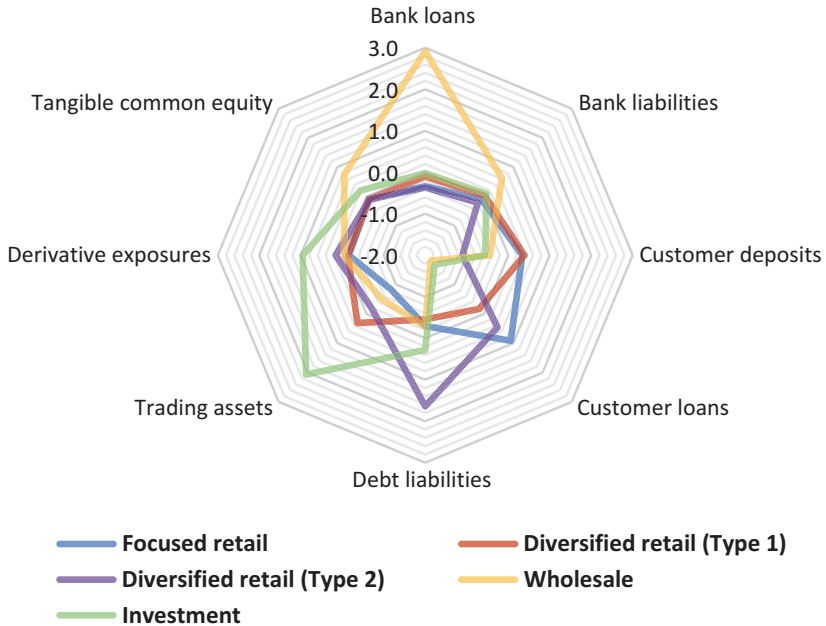 Bank loans
3.0
Tangible common equity
Bank liabilities
2.0
1.0
0.0
-1.0
Derivative exposures
-2.0
Customer deposits
Trading assets
Customer loans
Debt liabilities
Focused retail
Diversified retail (Type 1)
Diversified retail (Type 2)
Wholesale
Investment